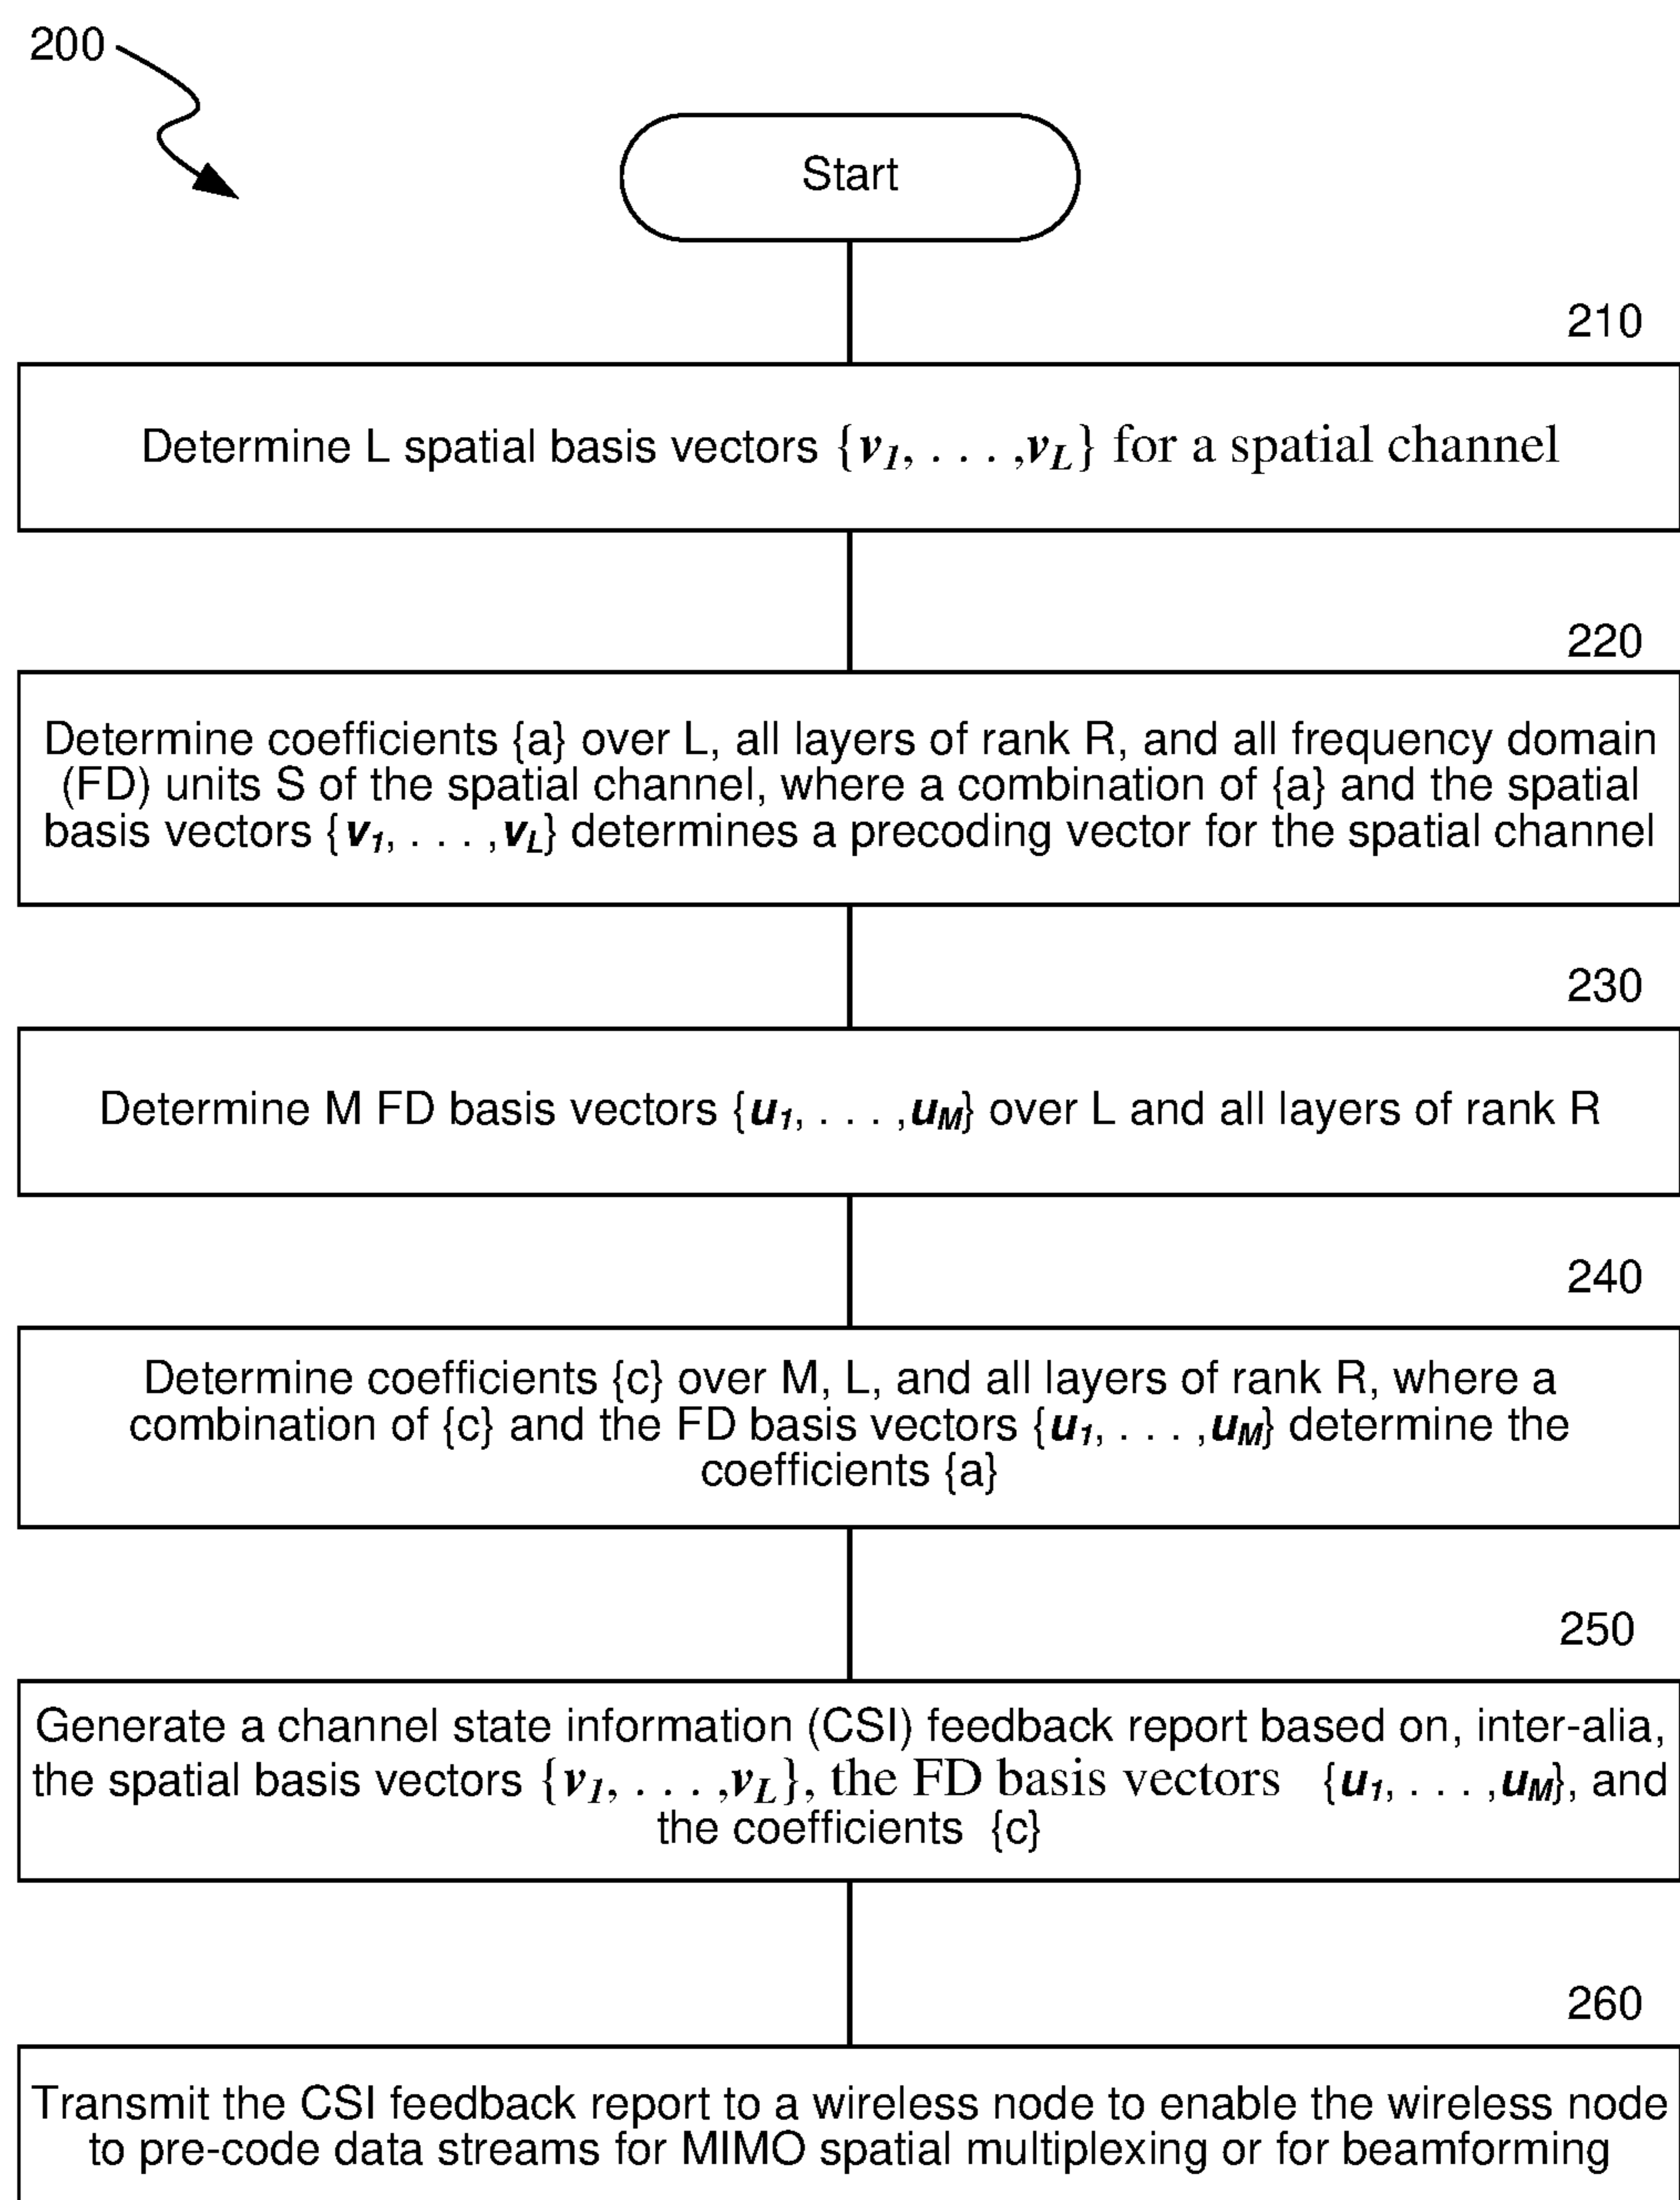 200
Start
210
Determine L spatial basis vectors {v1, . . . ,vL} for a spatial channel
220
Determine coefficients {a} over L, all layers of rank R, and all frequency domain
(FD) units S of the spatial channel, where a combination of {a} and the spatial
basis vectors {v1, . . . ,vL} determines a precoding vector for the spatial channel
230
Determine M FD basis vectors {u1, . . . ,uM} over L and all layers of rank R
240
Determine coefficients {c} over M, L, and all layers of rank R, where a
combination of {c} and the FD basis vectors {u1, . . . ,uM} determine the
coefficients {a}
250
Generate a channel state information (CSI) feedback report based on, inter-alia,
the spatial basis vectors {v1, . . . ,vL}, the FD basis vectors {u1, . . . ,uM}, and
the coefficients {c}
260
Transmit the CSI feedback report to a wireless node to enable the wireless node
to pre-code data streams for MIMO spatial multiplexing or for beamforming